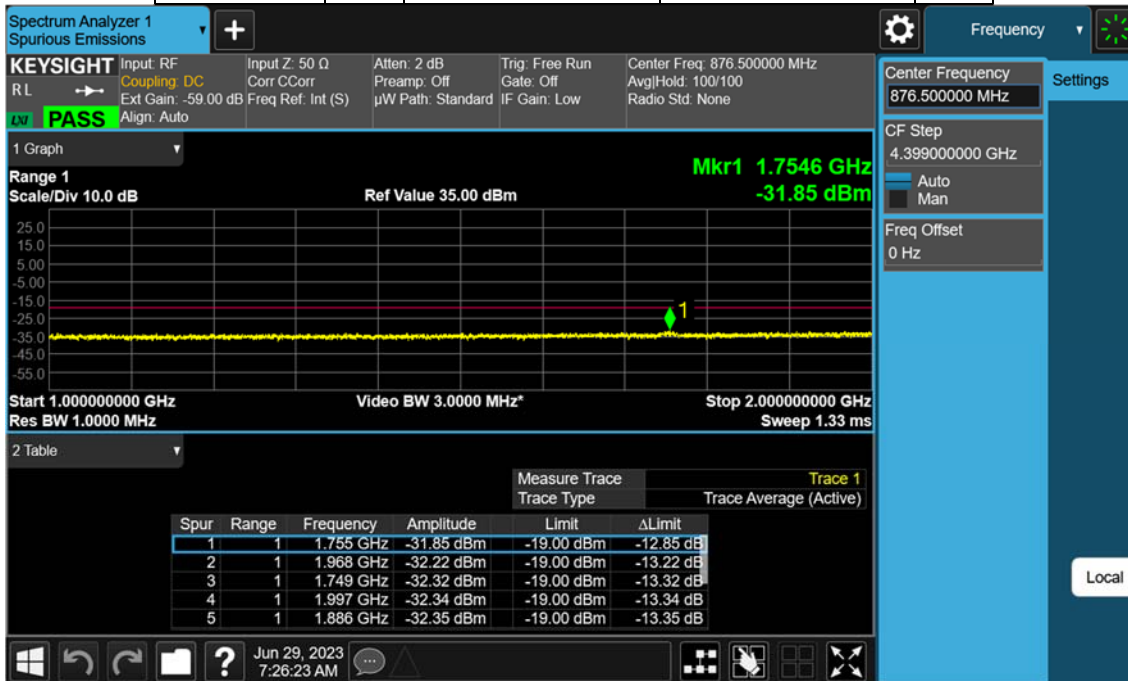 Spectrum Analyzer 1
Spurious Emissions
+
Frequency
KEYSIGHT
RL
LXI PASS
Input: RF
Coupling: DC
Ext Gain: -59.00 dB
Align: Auto
Input Z: 50 Ω
Corr CCorr
Freq Ref: Int (S)
Atten: 2 dB
Preamp: Off
µW Path: Standard
Trig: Free Run
Gate: Off
IF Gain: Low
Center Freq: 876.500000 MHz
Avg|Hold: 100/100
Radio Std: None
Center Frequency
876.500000 MHz
Settings
CF Step
4.399000000 GHz
Auto
Man
Freq Offset
0 Hz
Local
1 Graph
Range 1
Scale/Div 10.0 dB
Ref Value 35.00 dBm
Mkr1 1.7546 GHz
-31.85 dBm
25.0
15.0
5.00
-5.00
-15.0
-25.0
-35.0
-45.0
-55.0
1
Start 1.000000000 GHz Video BW 3.0000 MHz* Stop 2.000000000 GHz
Res BW 1.0000 MHz Sweep 1.33 ms
2 Table
Measure Trace Trace 1
Trace Type Trace Average (Active)
Spur Range Frequency Amplitude Limit ΔLimit
1 1 1.755 GHz -31.85 dBm -19.00 dBm -12.85 dB
2 1 1.968 GHz -32.22 dBm -19.00 dBm -13.22 dB
3 1 1.749 GHz -32.32 dBm -19.00 dBm -13.32 dB
4 1 1.997 GHz -32.34 dBm -19.00 dBm -13.34 dB
5 1 1.886 GHz -32.35 dBm -19.00 dBm -13.35 dB
?
Jun 29, 2023
7:26:23 AM